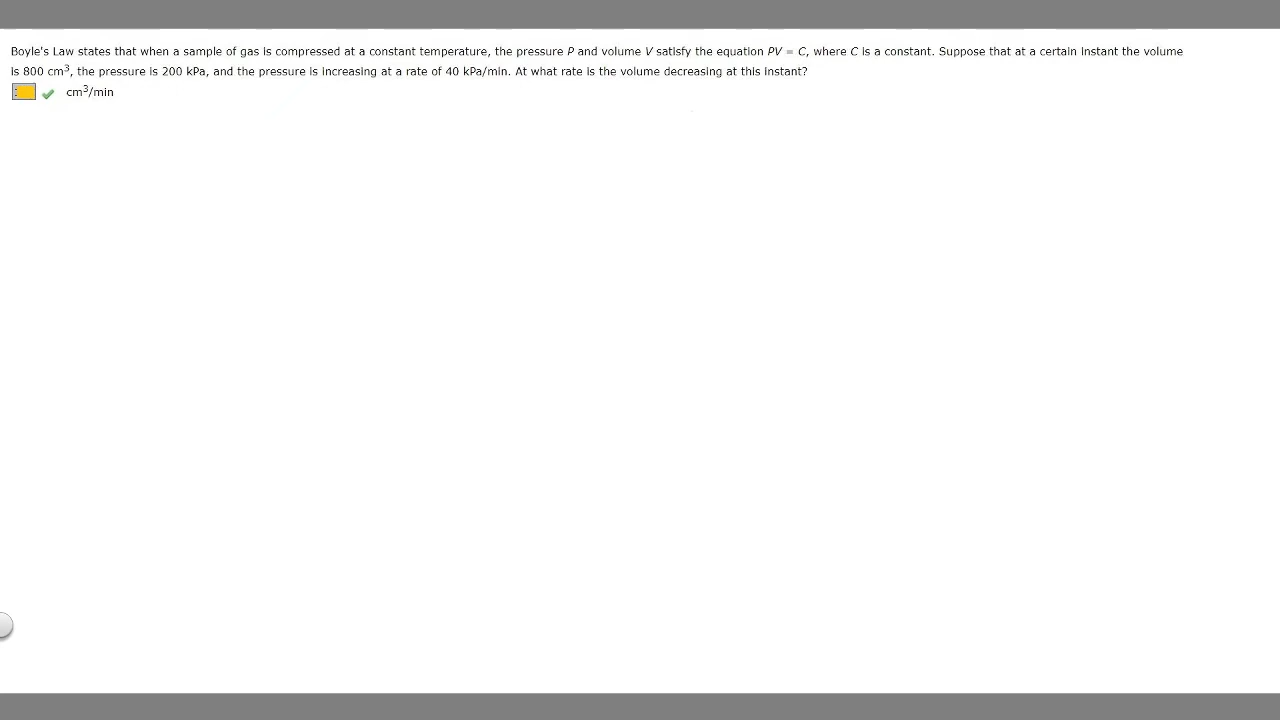 Boyle's Law states that when a sample of gas is compressed at a constant temperature, the pressure P and volume V satisfy the equation PV = C, where C is a constant. Suppose that at a certain instant the volume
is 800 cm³, the pressure is 200 kPa, and the pressure is increasing at a rate of 40 kPa/min. At what rate is the volume decreasing at this instant?
cm³/min